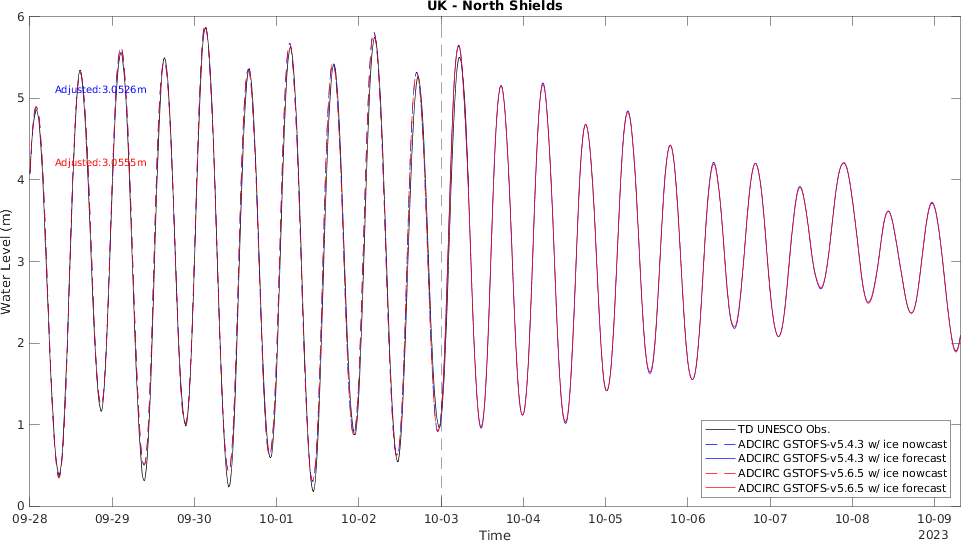 UK - North Shields
6
5
4
3
2
1
0
Water Level (m)
Adjusted:3.0526m
Adjusted:3.0555m
TD UNESCO Obs.
ADCIRC GSTOFS-v5.4.3 w/ ice nowcast
ADCIRC GSTOFS-v5.4.3 w/ ice forecast
ADCIRC GSTOFS-v5.6.5 w/ ice nowcast
ADCIRC GSTOFS-v5.6.5 w/ ice forecast
09-28 09-29 09-30 10-01 10-02 10-03 10-04 10-05 10-06 10-07 10-08 10-09
Time
2023